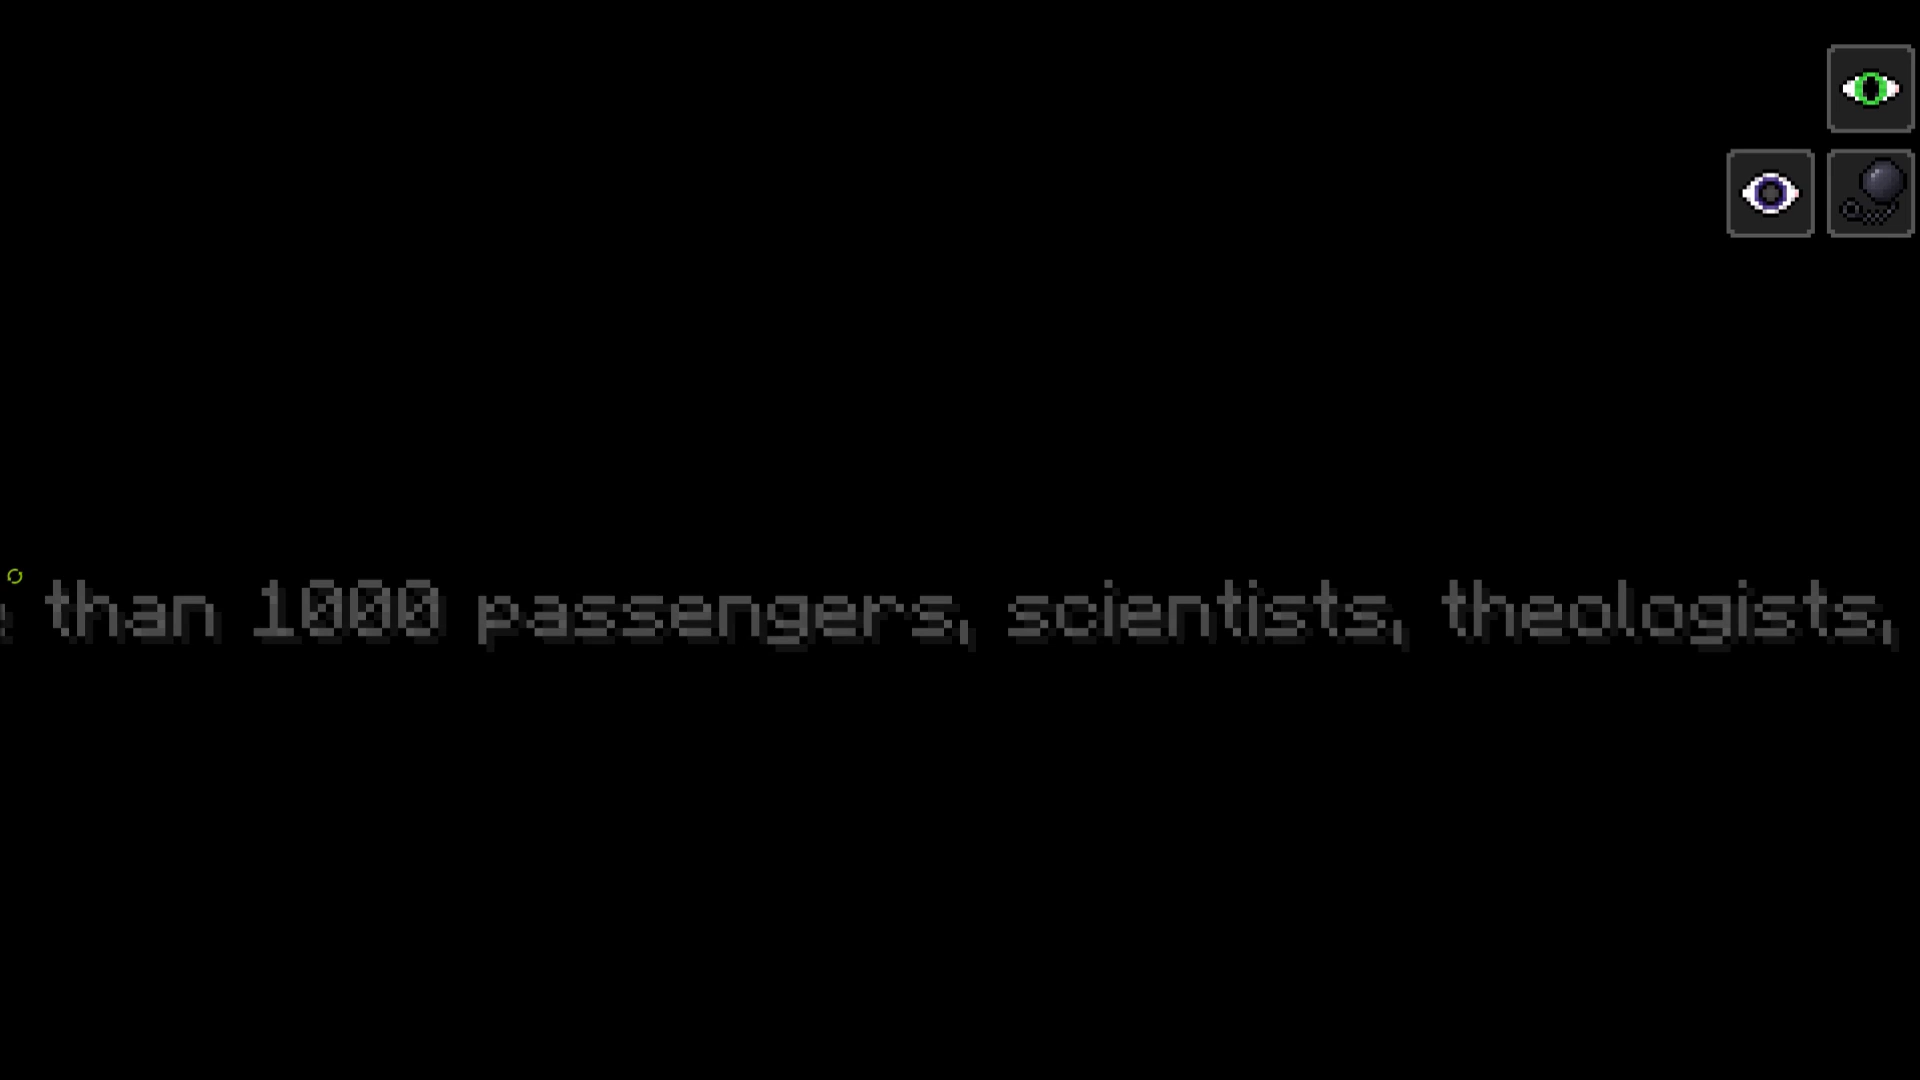 than 1000 passengers, scientists, theologists,